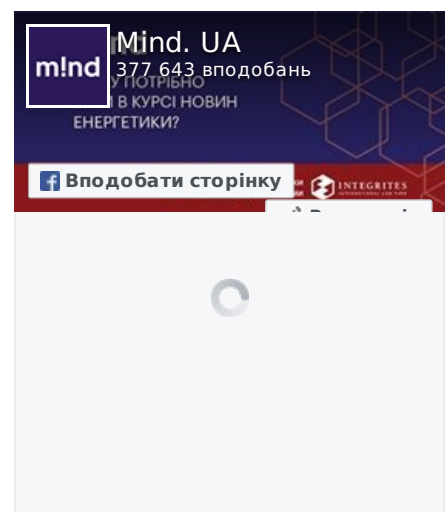 Mind. UA
m!nd
377 643 вподобань
ПОТРІБНО
В КУРСІ НОВИН
ЕНЕРГЕТИКИ?
Вподобати сторінку
INTEGRITES